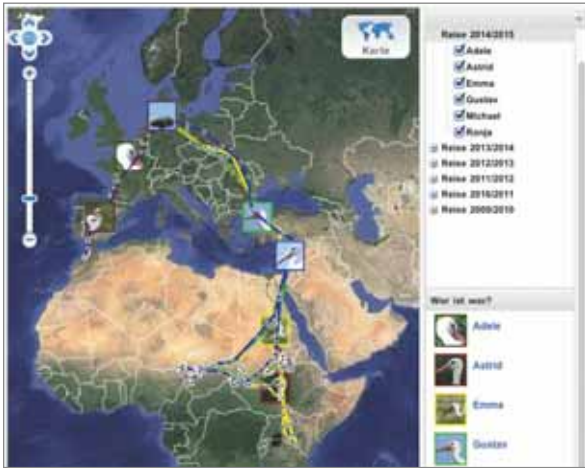 Karte
Reise 2014/2015
Adele
Astrid
Emma
Gustav
Michael
Ronja
Reise 2013/2014
Reise 2012/2013
Reise 2011/2012
Reise 2010/2011
Reise 2009/2010
Wer ist wer?
Adele
Astrid
Emma
Gustav